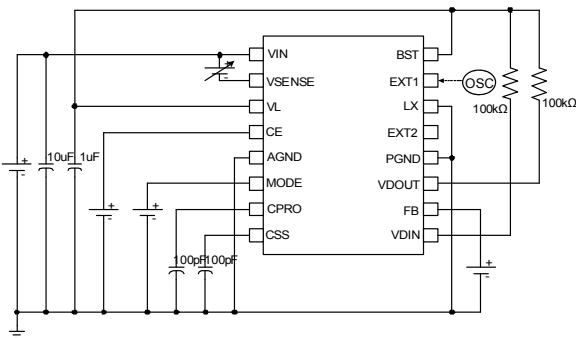 VIN
VSENSE
VL
CE
AGND
MODE
CPRO
CSS
BST
EXT1
LX
EXT2
PGND
VDOUT
FB
VDIN
OSC
100kΩ
100kΩ
10uF
1uF
100pF
100pF
+
-
+
-
+
-
+
-
+
-